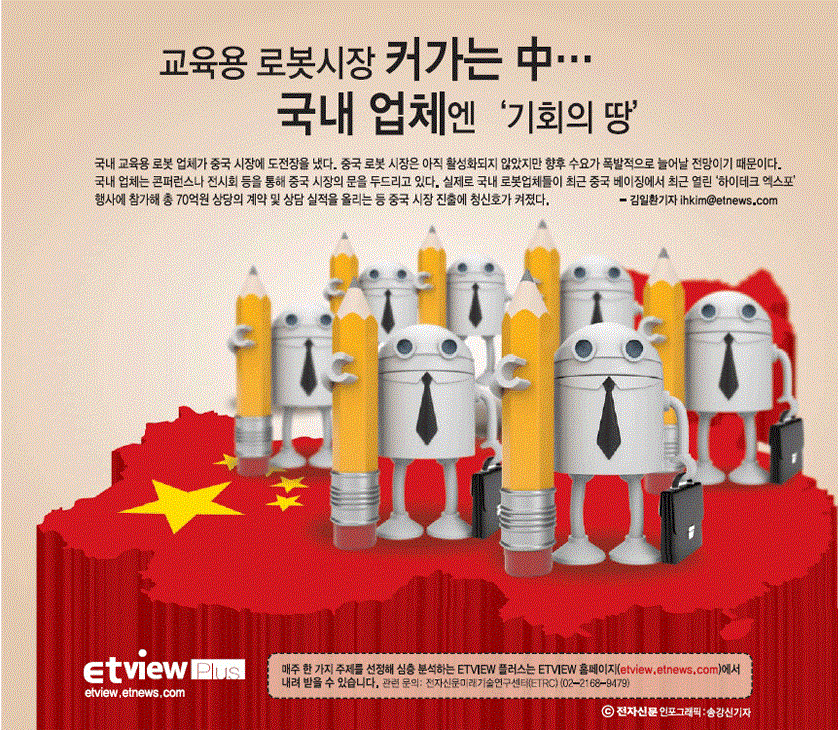 교육용 로봇시장 커가는 中…
국내 업체엔 ‘기회의 땅’
국내 교육용 로봇 업체가 중국 시장에 도전장을 냈다. 중국 로봇 시장은 아직 활성화되지 않았지만 향후 수요가 폭발적으로 늘어날 전망이기 때문이다.
국내 업체는 콘퍼런스나 전시회 등을 통해 중국 시장의 문을 두드리고 있다. 실제로 국내 로봇업체들이 최근 중국 베이징에서 최근 열린 ‘하이테크 엑스포’
행사에 참가해 총 70억원 상당의 계약 및 상담 실적을 올리는 등 중국 시장 진출에 청신호가 켜졌다. - 김일환기자 ihkim@etnews.com
etview Plus
etview.etnews.com
매주 한 가지 주제를 선정해 심층 분석하는 ETVIEW 플러스는 ETVIEW 홈페이지(etview.etnews.com)에서
내려 받을 수 있습니다. 관련 문의: 전자신문미래기술연구센터(ETRC) (02-2168-9479)
ⓒ 전자신문 인포그래픽 : 송강신기자